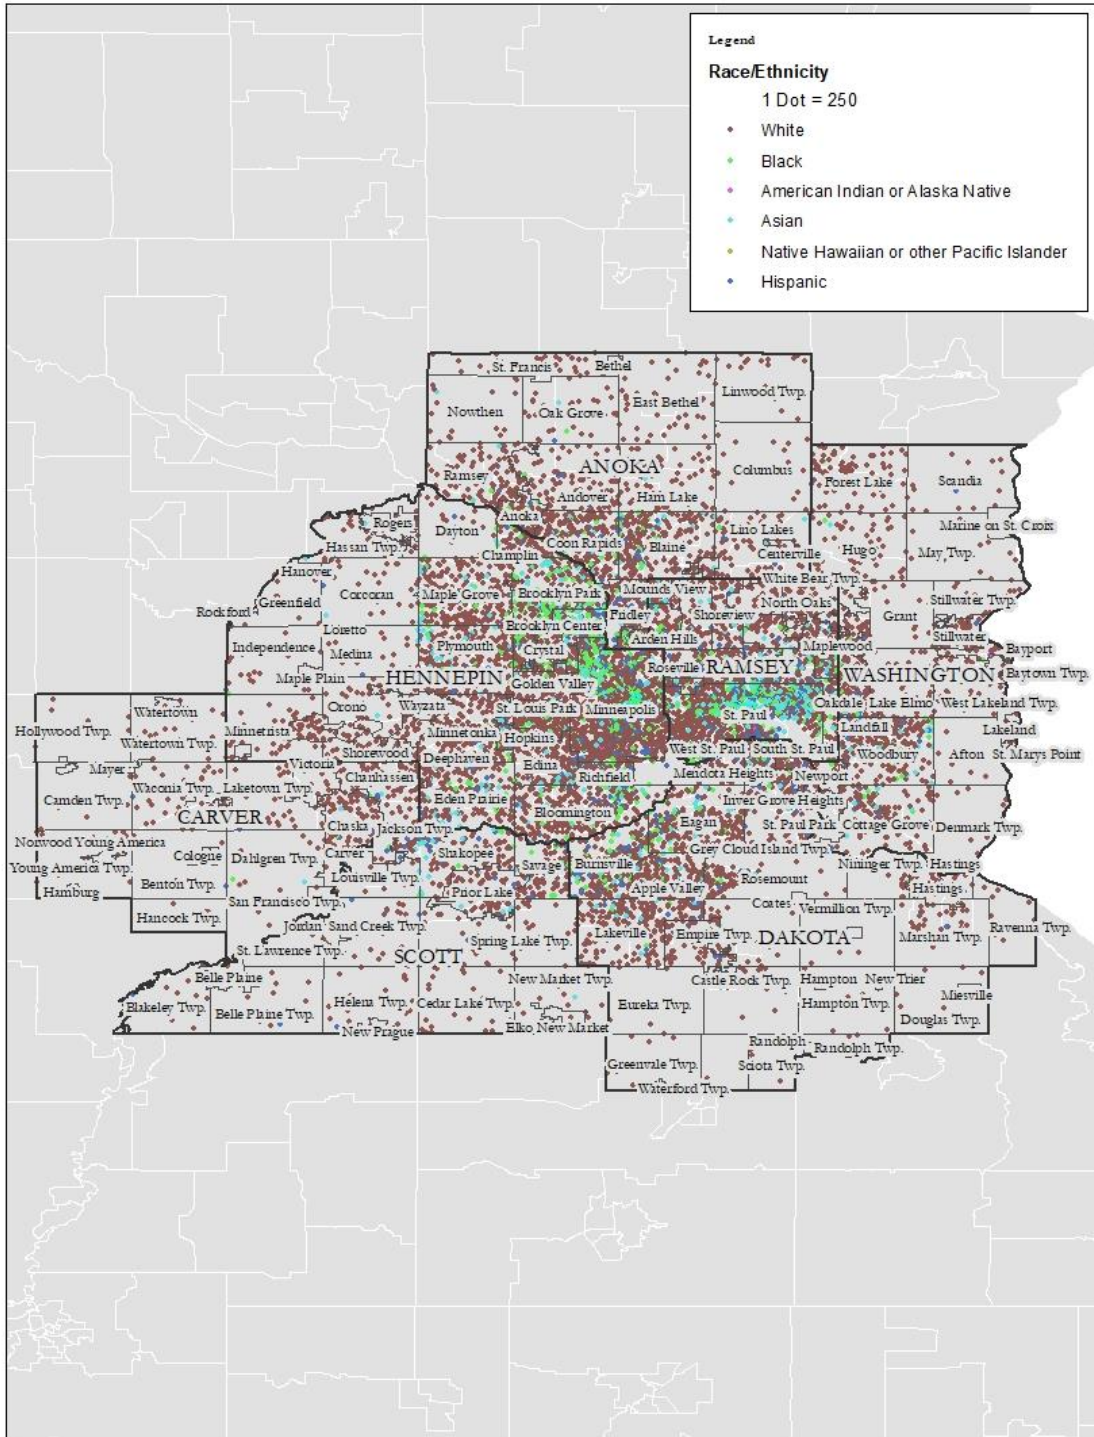 Legend
Race/Ethnicity
1 Dot = 250
White
Black
American Indian or Alaska Native
Asian
Native Hawaiian or other Pacific Islander
Hispanic
St. Francis
Bethel
Linwood Twp.
Nowthen
Oak Grove
East Bethel
ANOKA
Ramsey
Columbus
Forest Lake
Scandia
Andover
Ham Lake
Anoka
Rogers
Dayton
Lino Lakes
Marine on St. Croix
Hassan Twp.
Coon Rapids
Blaine
Champlin
Centerville
Hugo
May Twp.
Hanover
White Bear Twp.
Corcoran
Maple Grove
Brooklyn Park
Mounds View
Greenfield
North Oaks
Stillwater Twp.
Rockford
Fridley
Shoreview
Grant
Brooklyn Center
Loretto
Arden Hills
Stillwater
Independence
Plymouth
Crystal
Maplewood
Bayport
Medina
Roseville
RAMSEY
WASHINGTON
Baytown Twp.
Maple Plain
HENNEPIN
Golden Valley
Orono
Wayzata
St. Louis Park
Minneapolis
St. Paul
Oakdale
Lake Elmo
West Lakeland Twp.
Watertown
Hollywood Twp.
Minnetrista
Minnetonka
Hopkins
Landfall
Lakeland
Watertown Twp.
Shorewood
Deephaven
Edina
West St. Paul
South St. Paul
Woodbury
Afton
St. Marys Point
Mayer
Victoria
Chanhassen
Richfield
Mendota Heights
Newport
Waconia Twp.
Laketown Twp.
Camden Twp.
Eden Prairie
Inver Grove Heights
CARVER
Bloomington
Chaska
Jackson Twp.
Eagan
St. Paul Park
Cottage Grove
Denmark Twp.
Norwood Young America
Cologne
Carver
Shakopee
Grey Cloud Island Twp.
Young America Twp.
Dahlgren Twp.
Savage
Burnsville
Nininger Twp.
Hastings
Louisville Twp.
Hamburg
Benton Twp.
Prior Lake
Apple Valley
Rosemount
Hastings
San Francisco Twp.
Coates
Vermillion Twp.
Hancock Twp.
Jordan
Sand Creek Twp.
Lakeville
Empire Twp.
DAKOTA
Marshan Twp.
Ravenna Twp.
St. Lawrence Twp.
SCOTT
Spring Lake Twp.
Belle Plaine
New Market Twp.
Castle Rock Twp.
Hampton
New Trier
Blakeley Twp.
Belle Plaine Twp.
Helena Twp.
Cedar Lake Twp.
Eureka Twp.
Hampton Twp.
Miesville
Douglas Twp.
New Prague
Elko New Market
Randolph
Randolph Twp.
Greenvale Twp.
Sciota Twp.
Waterford Twp.